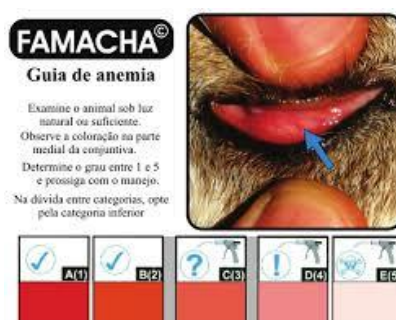 FAMACHA©
Guia de anemia
Examine o animal sob luz
natural ou suficiente.
Observe a coloração na parte
medial da conjuntiva.
Determine o grau entre 1 e 5
e prossiga com o manejo.
Na dúvida entre categorias, opte
pela categoria inferior
A(1) B(2) ? C(3) ! D(4) E(5